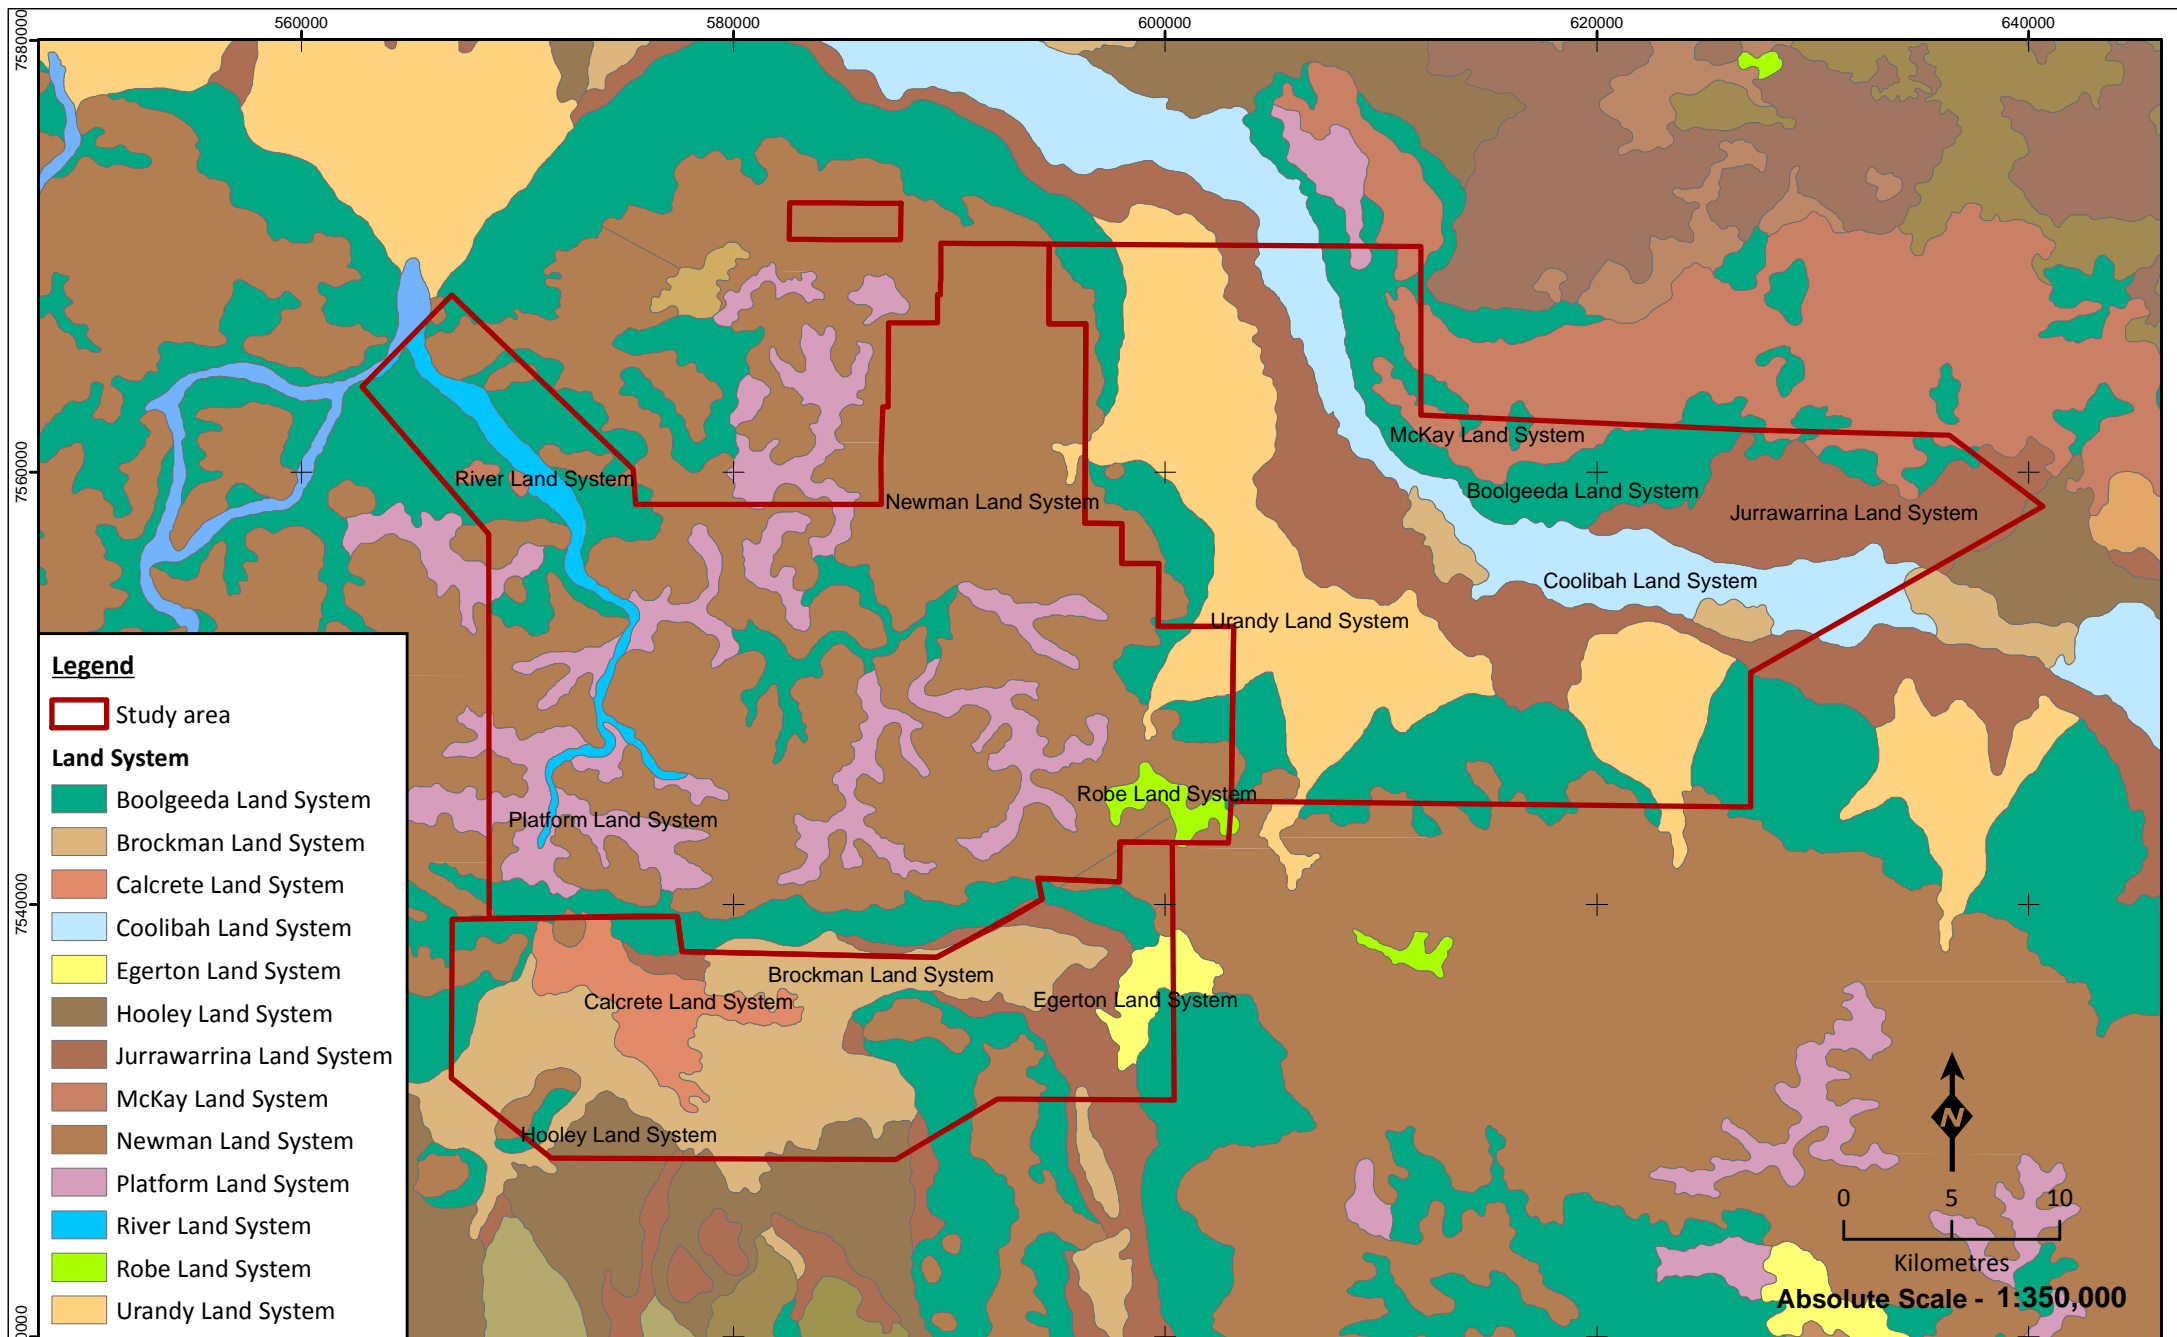 560000
580000
600000
620000
640000
7580000
7560000
7540000
McKay Land System
River Land System
Boolgeeda Land System
Newman Land System
Jurrawarrina Land System
Coolibah Land System
Urandy Land System
Robe Land System
Platform Land System
Brockman Land System
Calcrete Land System
Egerton Land System
Hooley Land System
Legend
Study area
Land System
Boolgeeda Land System
Brockman Land System
Calcrete Land System
Coolibah Land System
Egerton Land System
Hooley Land System
Jurrawarrina Land System
McKay Land System
Newman Land System
Platform Land System
River Land System
Robe Land System
Urandy Land System
N
0 5 10
Kilometres
Absolute Scale - 1:350,000